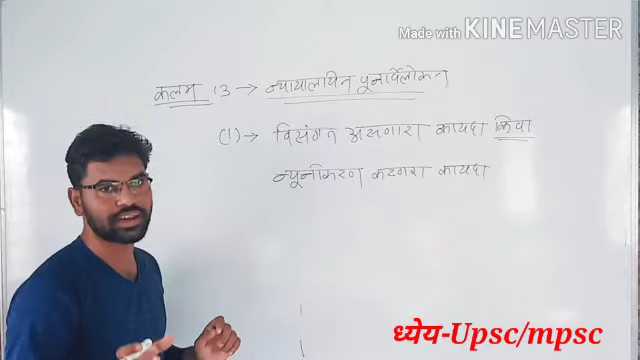 Made with KINEMASTER
कलम 13 → न्यायालयीन पूनर्विलोकन
(1) → विसंगत असणारा कायदा किंवा
न्यूनीकरण करणारा कायदा
ध्येय-Upsc/mpsc